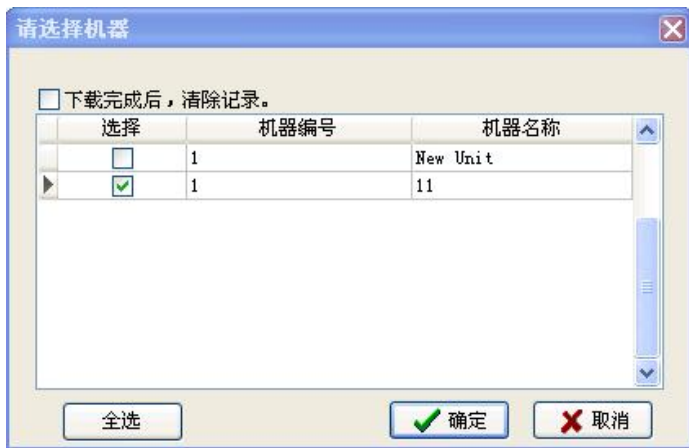 请选择机器
下载完成后，清除记录。
选择 机器编号 机器名称
1 New Unit
1 11
全选 确定 取消